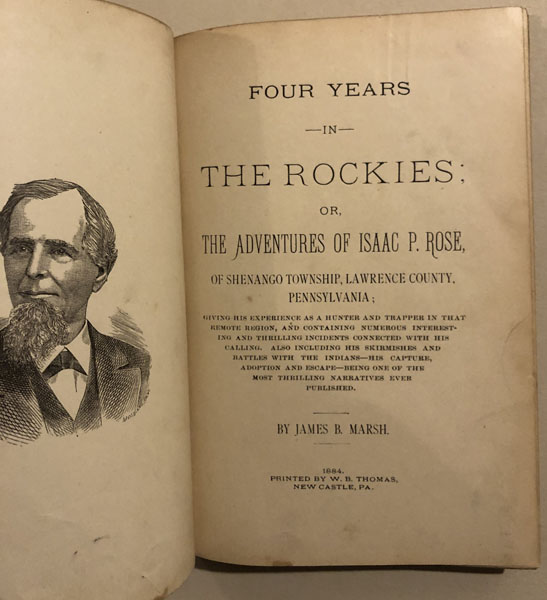 FOUR YEARS
—IN—
THE ROCKIES;
OR,
THE ADVENTURES OF ISAAC P. ROSE,
OF SHENANGO TOWNSHIP, LAWRENCE COUNTY,
PENNSYLVANIA;
GIVING HIS EXPERIENCE AS A HUNTER AND TRAPPER IN THAT
REMOTE REGION, AND CONTAINING NUMEROUS INTEREST-
ING AND THRILLING INCIDENTS CONNECTED WITH HIS
CALLING. ALSO INCLUDING HIS SKIRMISHES AND
BATTLES WITH THE INDIANS—HIS CAPTURE,
ADOPTION AND ESCAPE—BEING ONE OF THE
MOST THRILLING NARRATIVES EVER
PUBLISHED.
BY JAMES B. MARSH.
1884.
PRINTED BY W. B. THOMAS,
NEW CASTLE, PA.